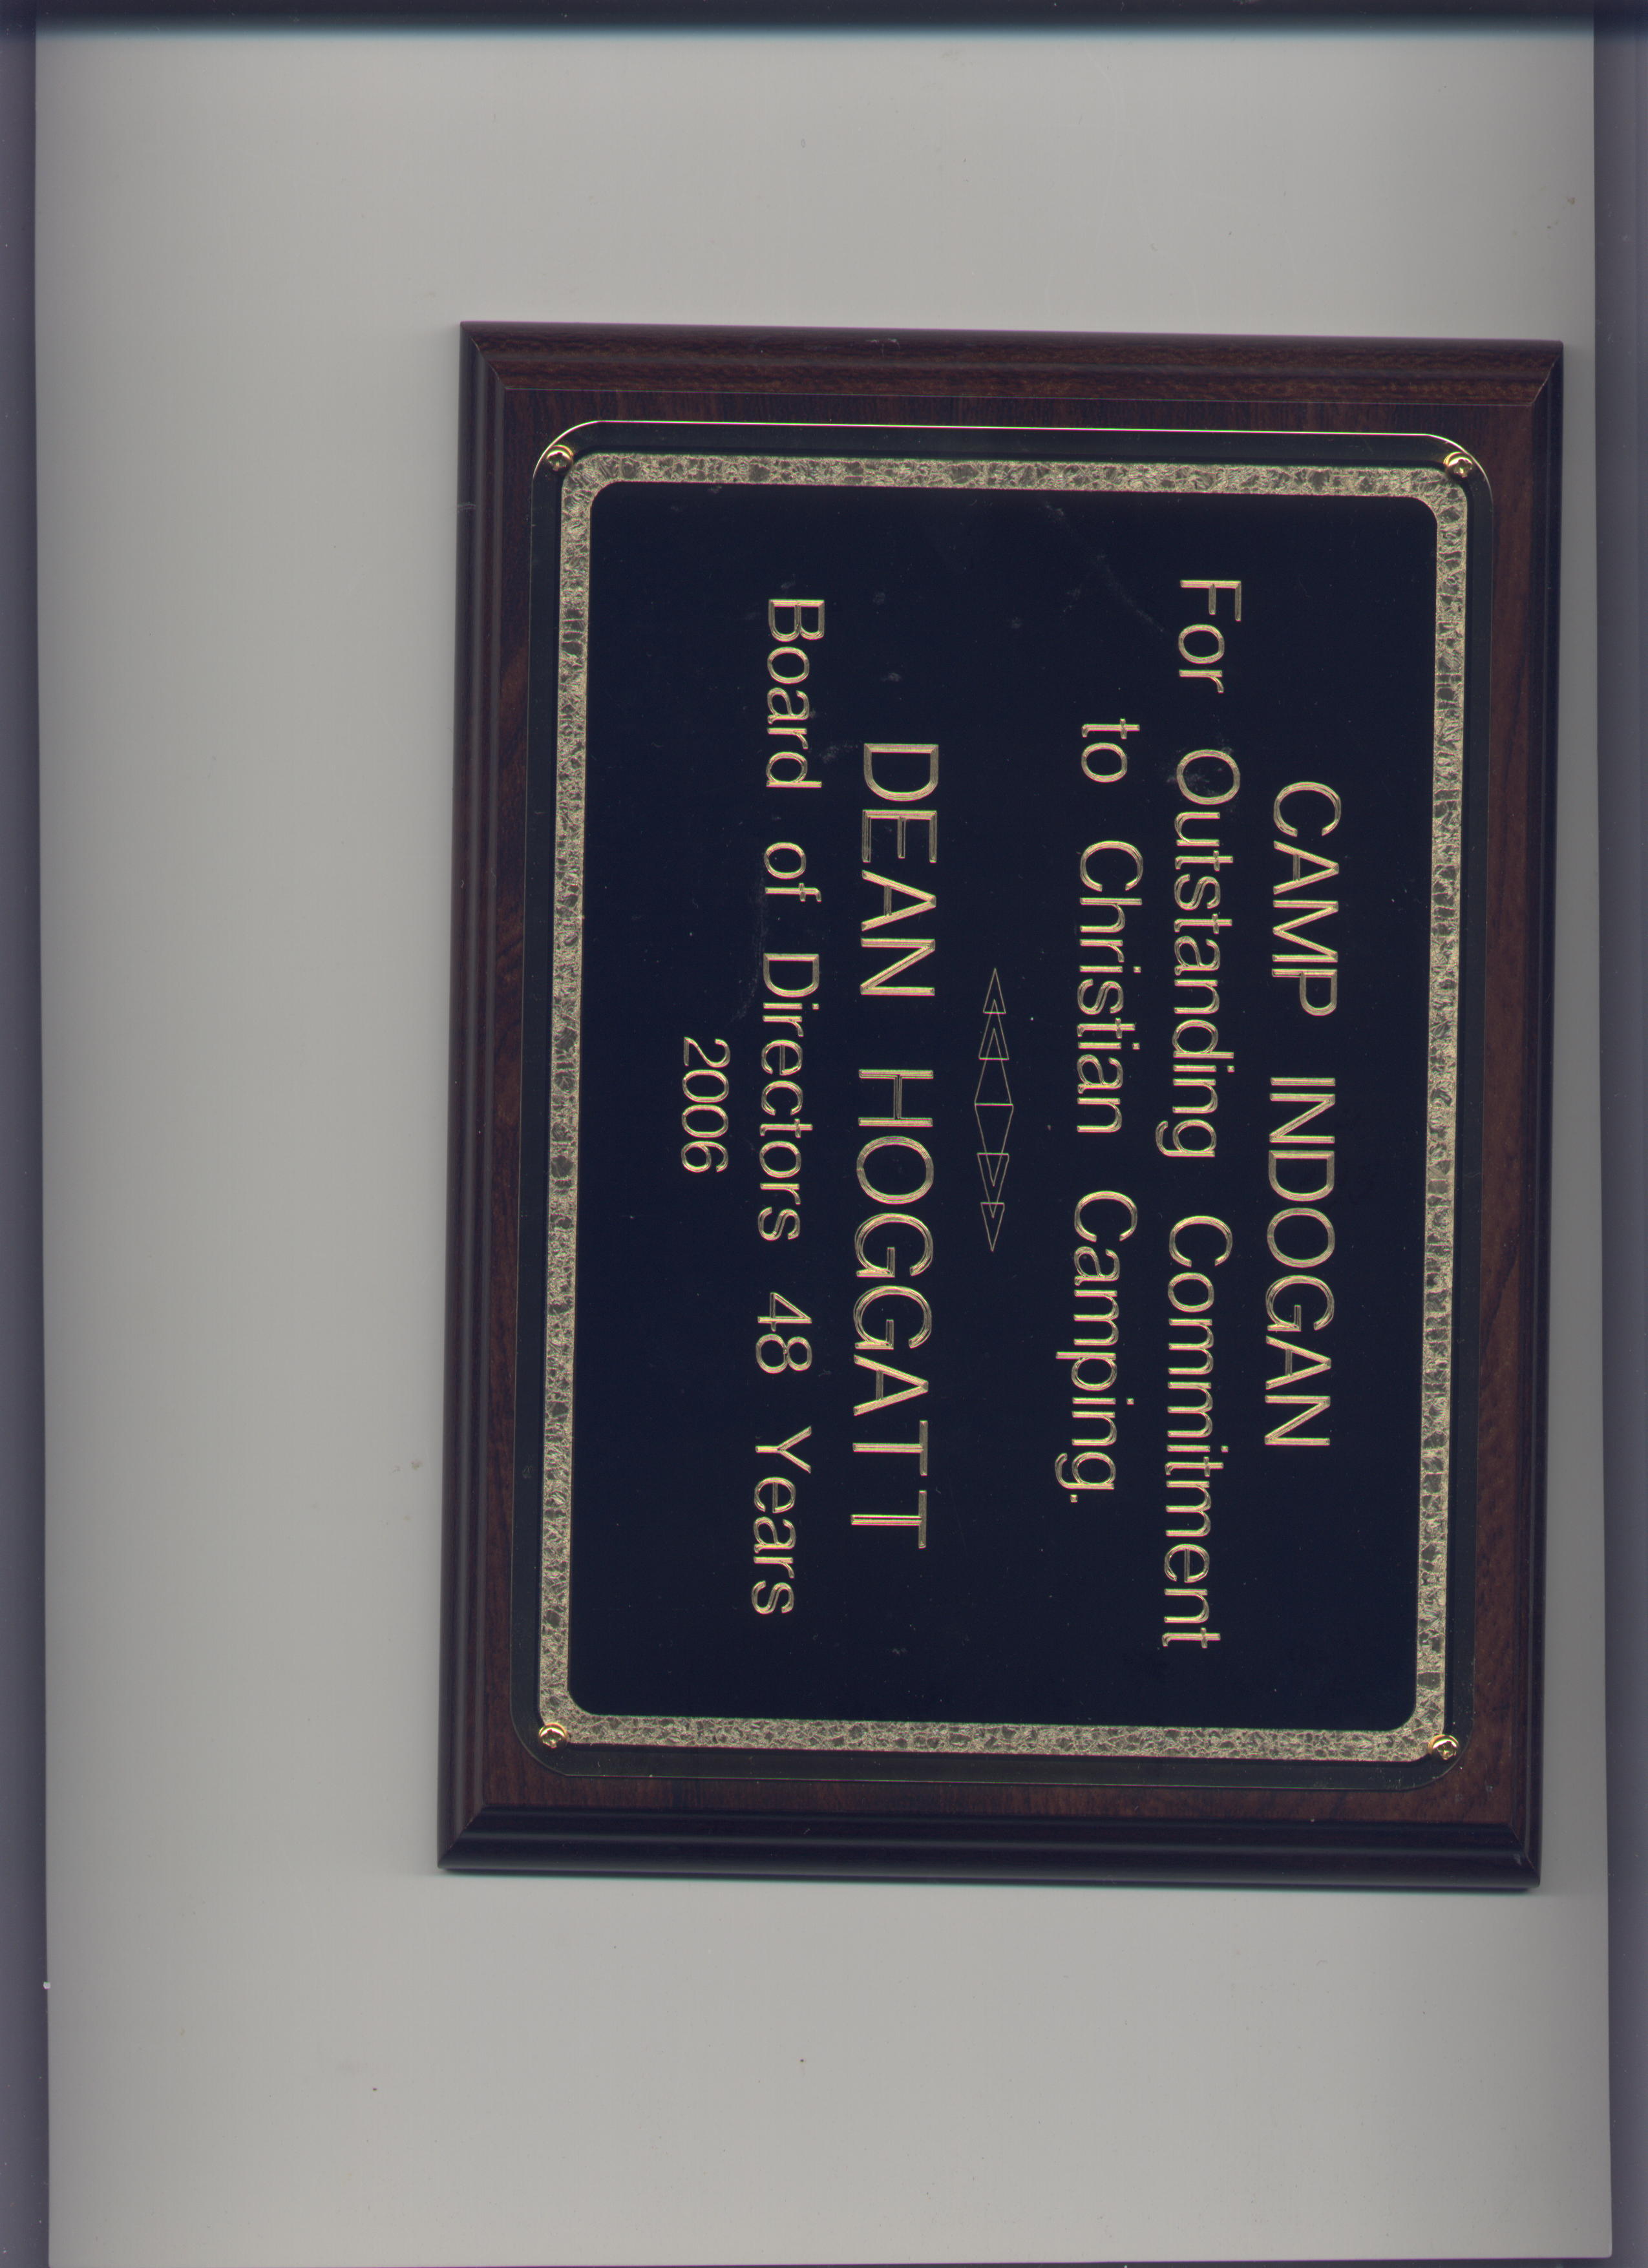 CAMP INDOGAN
For Outstanding Commitment
to Christian Camping.
DEAN HOGGATT
Board of Directors 48 Years
2006